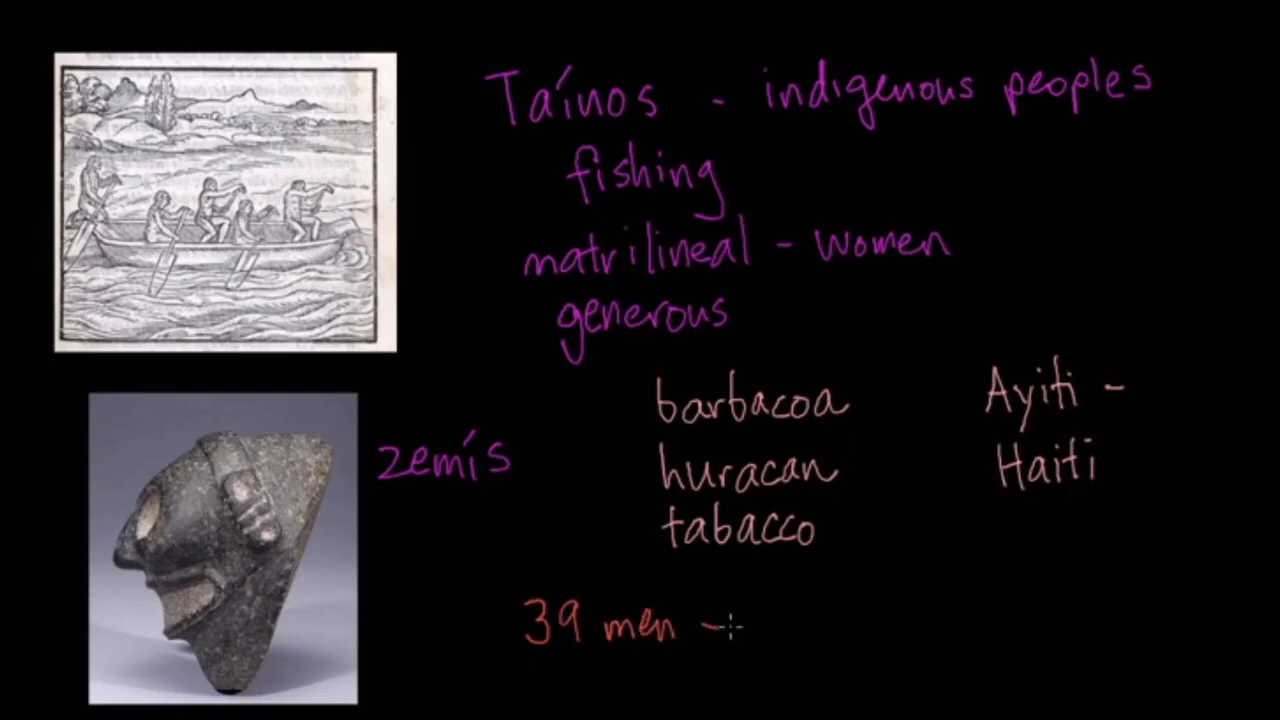 Taínos - indigenous peoples
fishing
matrilineal - women
generous
zemís
barbacoa
huracan
tabacco
Ayiti -
Haiti
39 men -